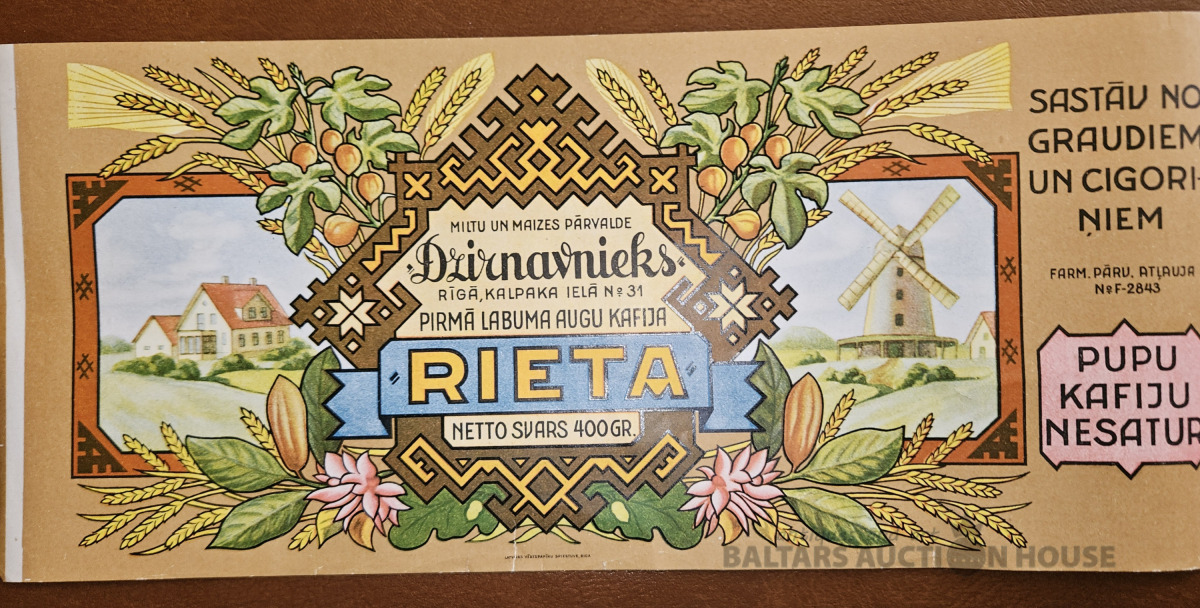 MILTU UN MAIZES PĀRVALDE
„Dzirnavnieks”
RĪGĀ, KALPAKA IELĀ № 31
PIRMĀ LABUMA AUGU KAFIJA
RIETA
NETTO SVARS 400 GR.
SASTĀV NO
GRAUDIEM
UN CIGORI-
ŅIEM
FARM. PĀRV. ATĻAUJA
№ F-2843
PUPU
KAFIJU
NESATUR
BALTARS AUCTION HOUSE